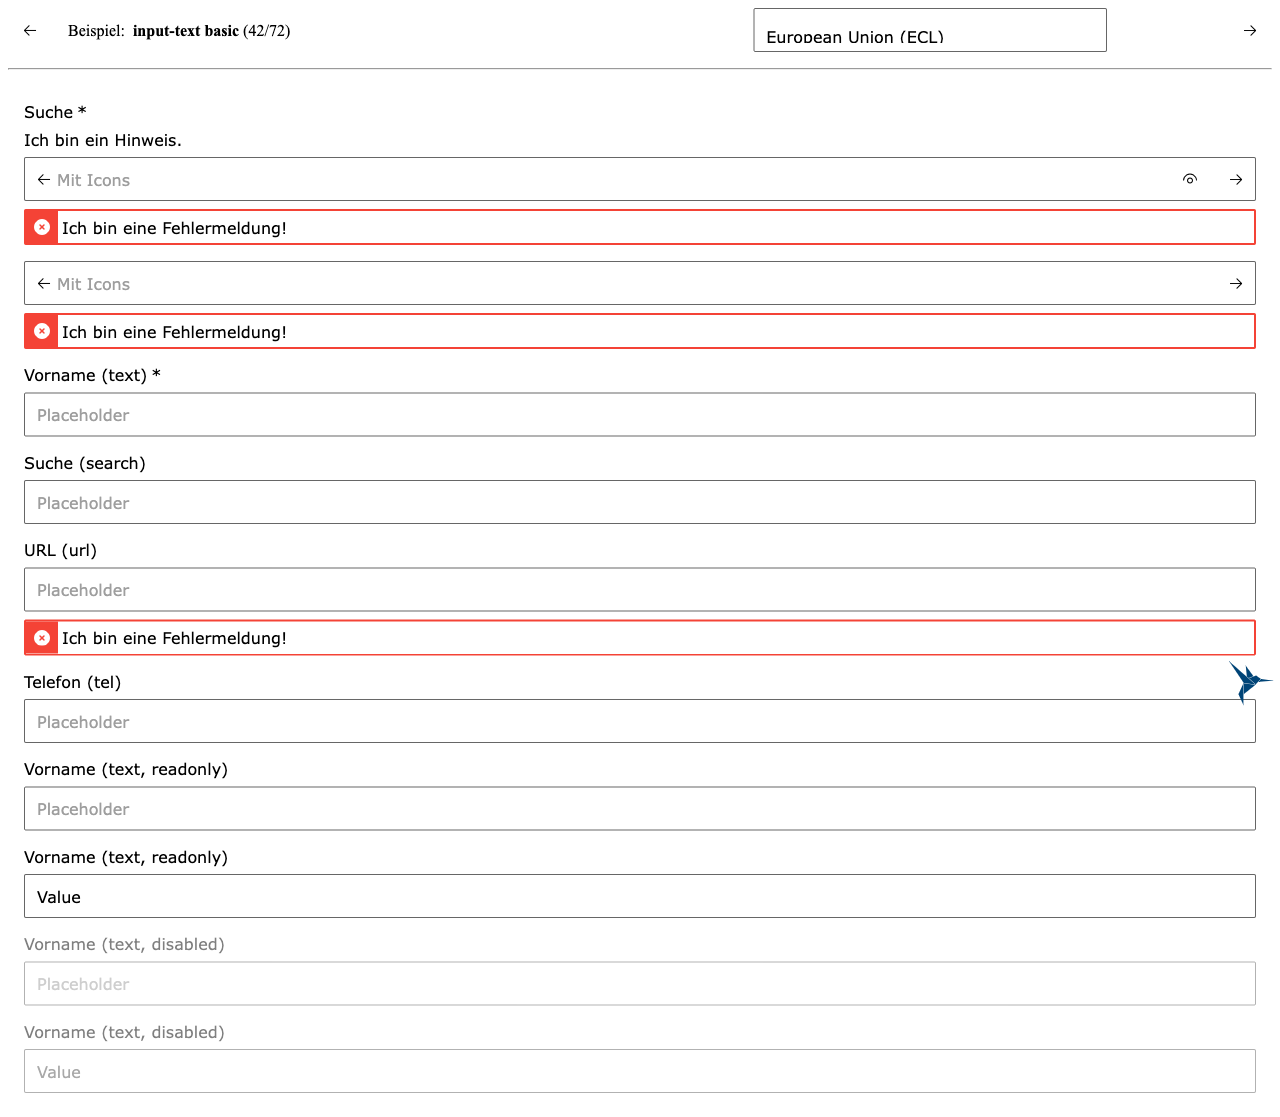 Beispiel: input-text basic (42/72)
European Union (ECL)
Suche *
Ich bin ein Hinweis.
Mit Icons
Ich bin eine Fehlermeldung!
Mit Icons
Ich bin eine Fehlermeldung!
Vorname (text) *
Placeholder
Suche (search)
Placeholder
URL (url)
Placeholder
Ich bin eine Fehlermeldung!
Telefon (tel)
Placeholder
Vorname (text, readonly)
Placeholder
Vorname (text, readonly)
Value
Vorname (text, disabled)
Placeholder
Vorname (text, disabled)
Value